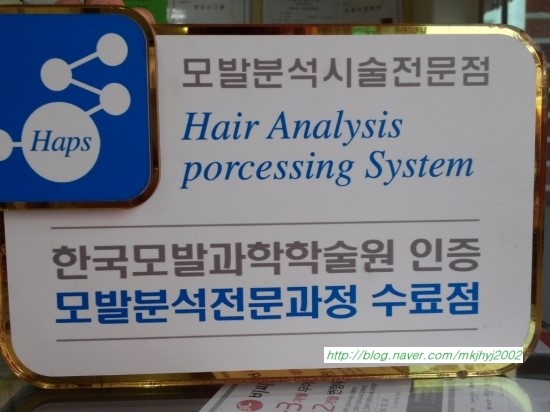 모발분석시술전문점
Haps
Hair Analysis
porcessing System
한국모발과학학술원 인증
모발분석전문과정 수료점
http://blog.naver.com/mkjhyj2002